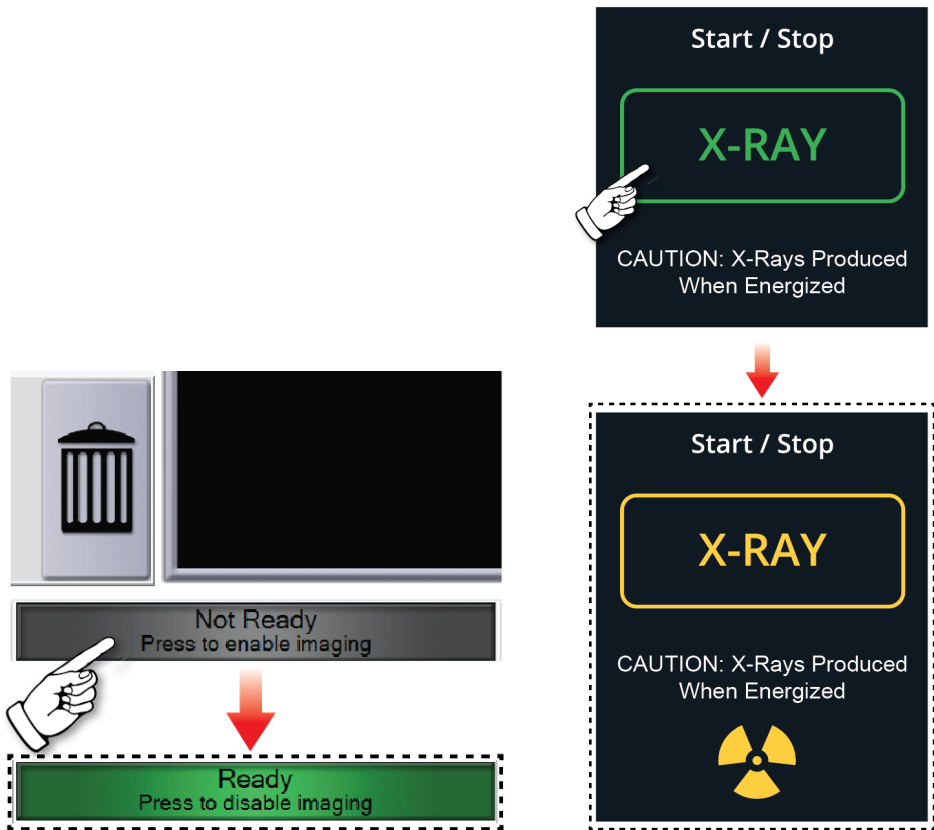 Start / Stop
X-RAY
CAUTION: X-Rays Produced
When Energized
Not Ready
Press to enable imaging
Ready
Press to disable imaging
Start / Stop
X-RAY
CAUTION: X-Rays Produced
When Energized